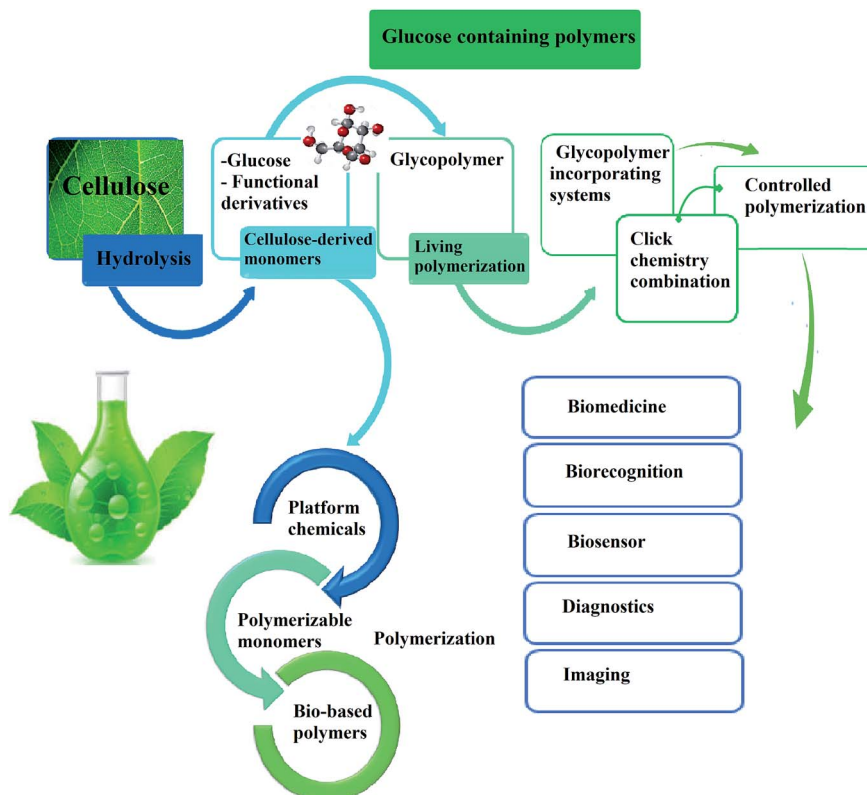 Glucose containing polymers
Cellulose
Hydrolysis
-Glucose
- Functional
derivatives
Cellulose-derived
monomers
Glycopolymer
Living
polymerization
Glycopolymer
incorporating
systems
Controlled
polymerization
Click
chemistry
combination
Platform
chemicals
Polymerizable
monomers
Polymerization
Bio-based
polymers
Biomedicine
Biorecognition
Biosensor
Diagnostics
Imaging